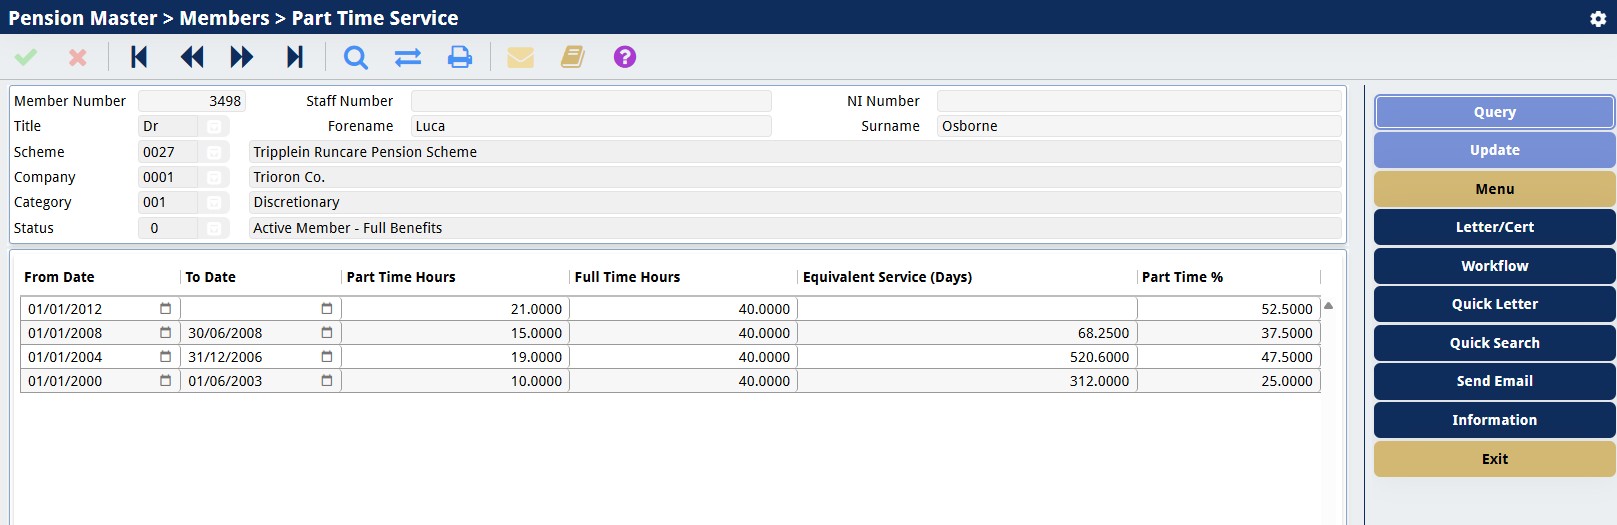 Pension Master > Members > Part Time Service
?
Member Number 3498 Staff Number NI Number
Title Dr Forename Luca Surname Osborne
Scheme 0027 Tripplein Runcare Pension Scheme
Company 0001 Trioron Co.
Category 001 Discretionary
Status 0 Active Member - Full Benefits
From Date To Date Part Time Hours Full Time Hours Equivalent Service (Days) Part Time %
01/01/2012 21.0000 40.0000 52.5000
01/01/2008 30/06/2008 15.0000 40.0000 68.2500 37.5000
01/01/2004 31/12/2006 19.0000 40.0000 520.6000 47.5000
01/01/2000 01/06/2003 10.0000 40.0000 312.0000 25.0000
Query
Update
Menu
Letter/Cert
Workflow
Quick Letter
Quick Search
Send Email
Information
Exit